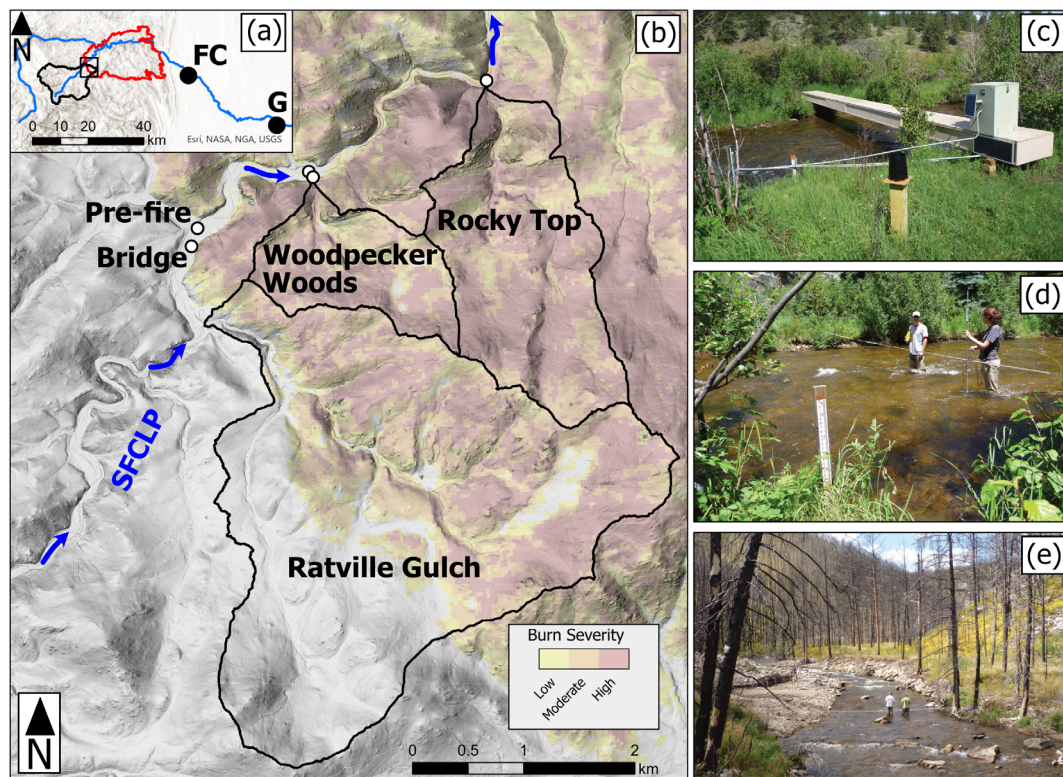 (a)
N
FC
G
0 10 20 40
km
Esri, NASA, NGA, USGS
(b)
Pre-fire
Bridge
Woodpecker
Woods
Rocky Top
SFCLP
Ratville Gulch
Burn Severity
Low
Moderate
High
N
0 0.5 1 2
km
(c)
(d)
(e)